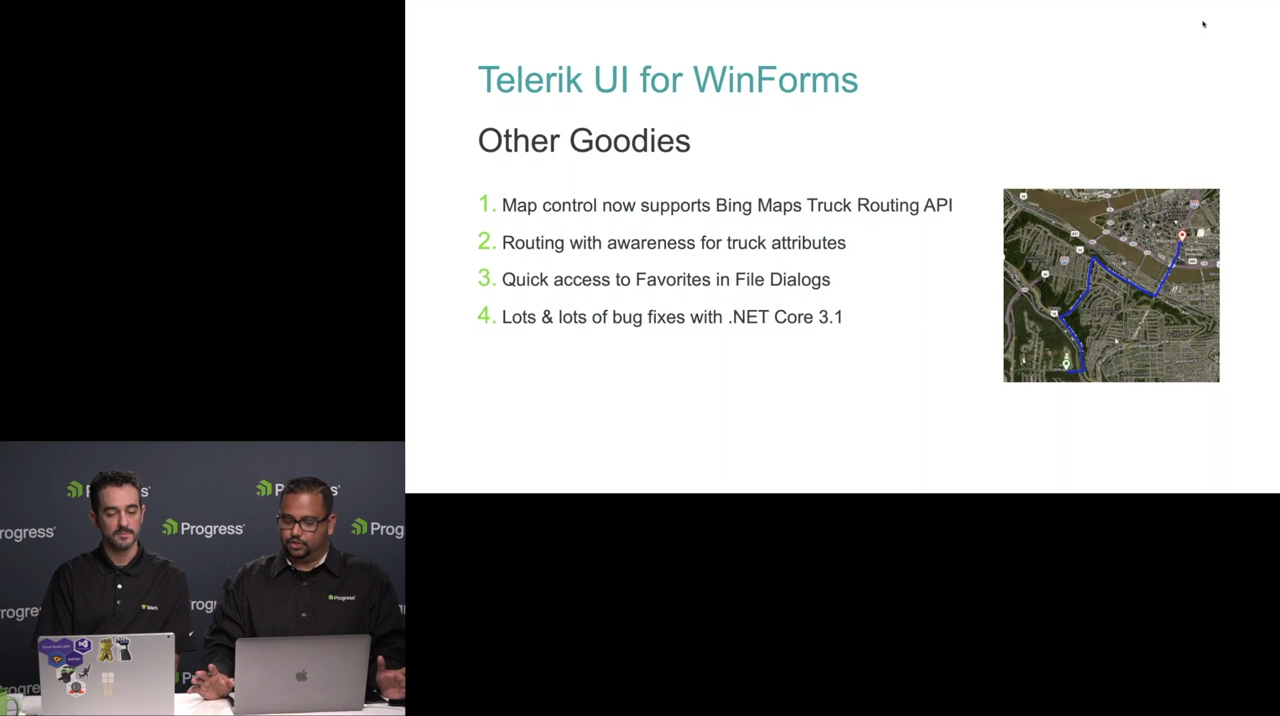 Telerik UI for WinForms
Other Goodies
1. Map control now supports Bing Maps Truck Routing API
2. Routing with awareness for truck attributes
3. Quick access to Favorites in File Dialogs
4. Lots & lots of bug fixes with .NET Core 3.1
rogress
Progress
Prog
Progress